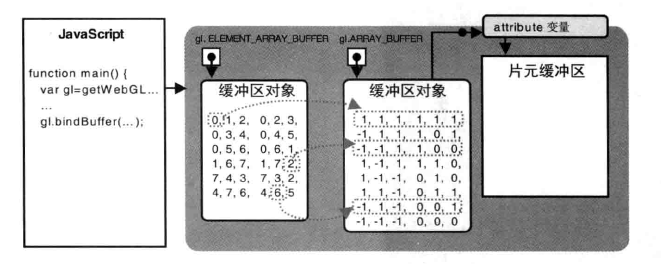 JavaScript
function main() {
var gl=getWebGL...
...
gl.bindBuffer(...);
gl.ELEMENT_ARRAY_BUFFER
缓冲区对象
0, 1, 2, 0, 2, 3,
0, 3, 4, 0, 4, 5,
0, 5, 6, 0, 6, 1,
1, 6, 7, 1, 7, 2,
7, 4, 3, 7, 3, 2,
4, 7, 6, 4, 6, 5
gl.ARRAY_BUFFER
缓冲区对象
1, 1, 1, 1, 1, 1,
-1, 1, 1, 1, 0, 1,
-1, -1, 1, 1, 0, 0,
1, -1, 1, 1, 1, 0,
1, -1, -1, 0, 1, 0,
1, 1, -1, 0, 1, 1,
-1, 1, -1, 0, 0, 1,
-1, -1, -1, 0, 0, 0
attribute 变量
片元缓冲区